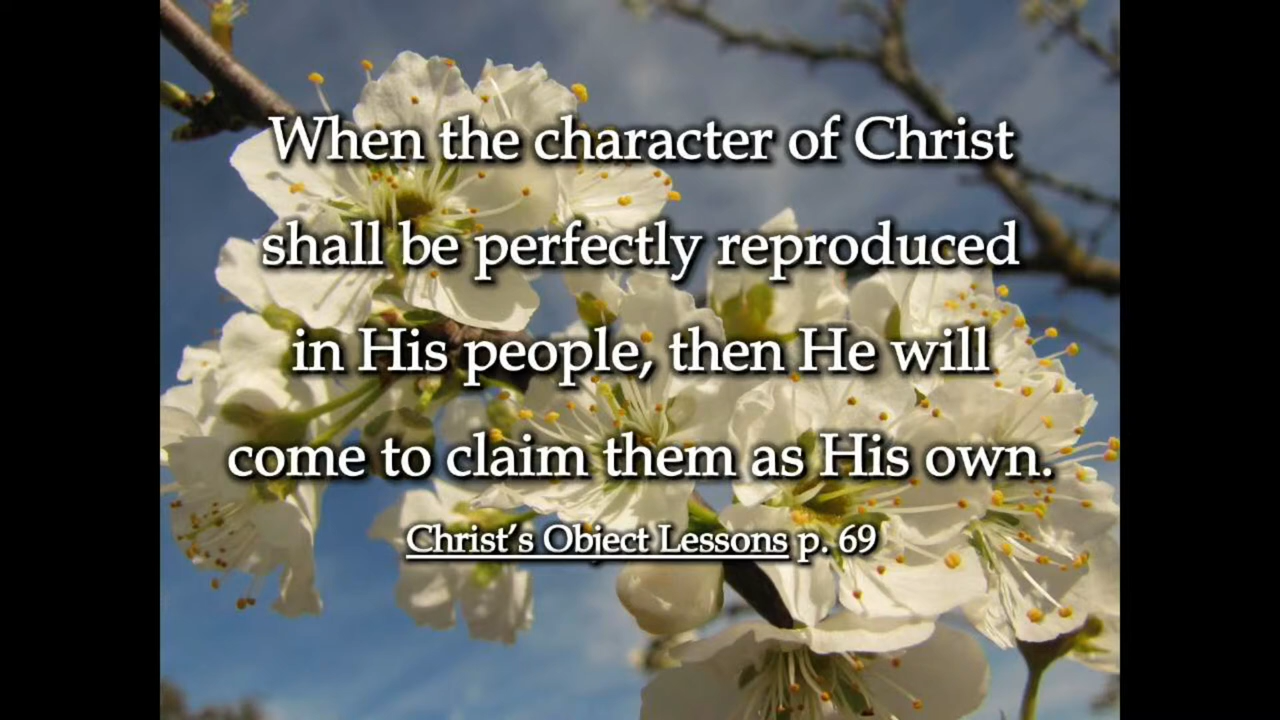 When the character of Christ
shall be perfectly reproduced
in His people, then He will
come to claim them as His own.
Christ’s Object Lessons p. 69